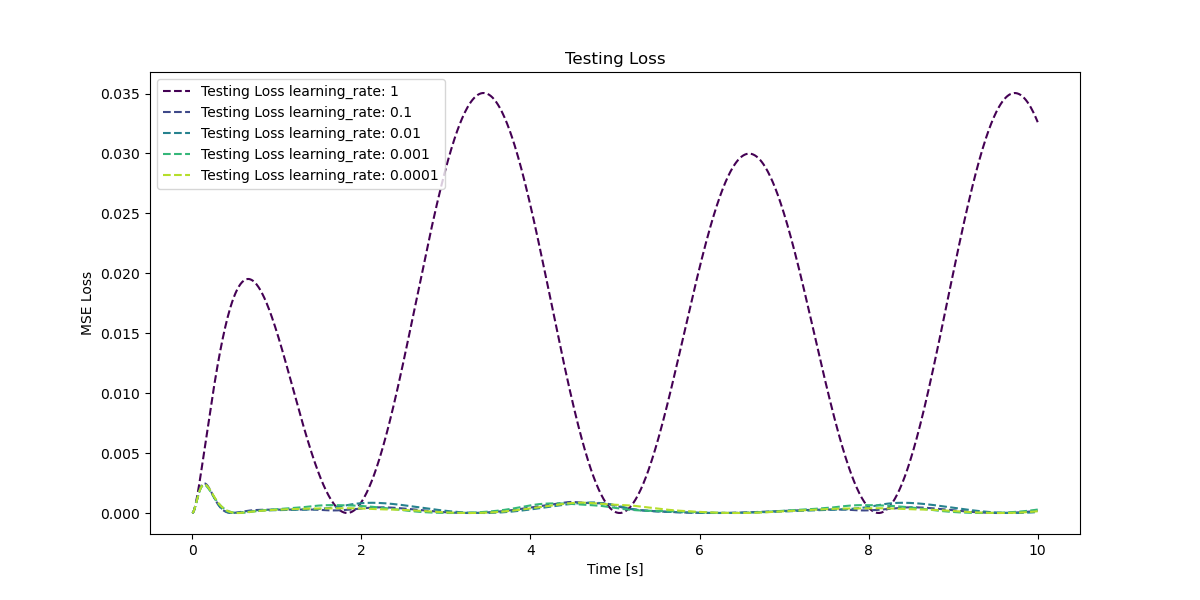 Testing Loss
Testing Loss learning_rate: 1
Testing Loss learning_rate: 0.1
Testing Loss learning_rate: 0.01
Testing Loss learning_rate: 0.001
Testing Loss learning_rate: 0.0001
MSE Loss
0.035
0.030
0.025
0.020
0.015
0.010
0.005
0.000
0 2 4 6 8 10
Time [s]